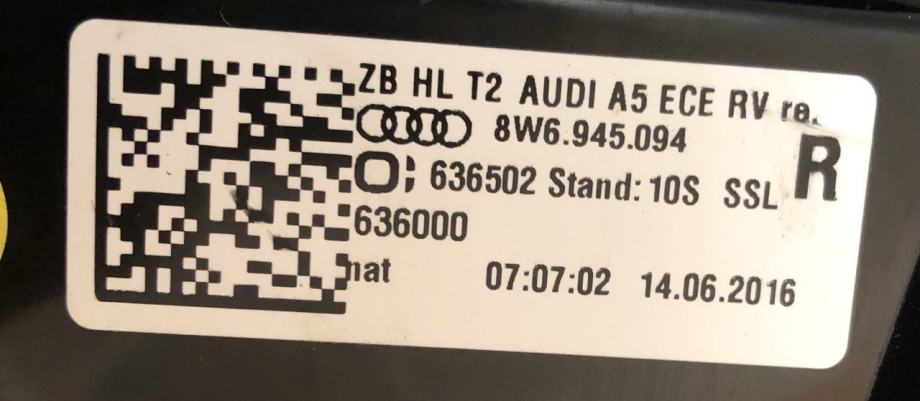 ZB HL T2 AUDI A5 ECE RV re.
8W6.945.094
636502 Stand: 10S SSL R
636000
07:07:02 14.06.2016